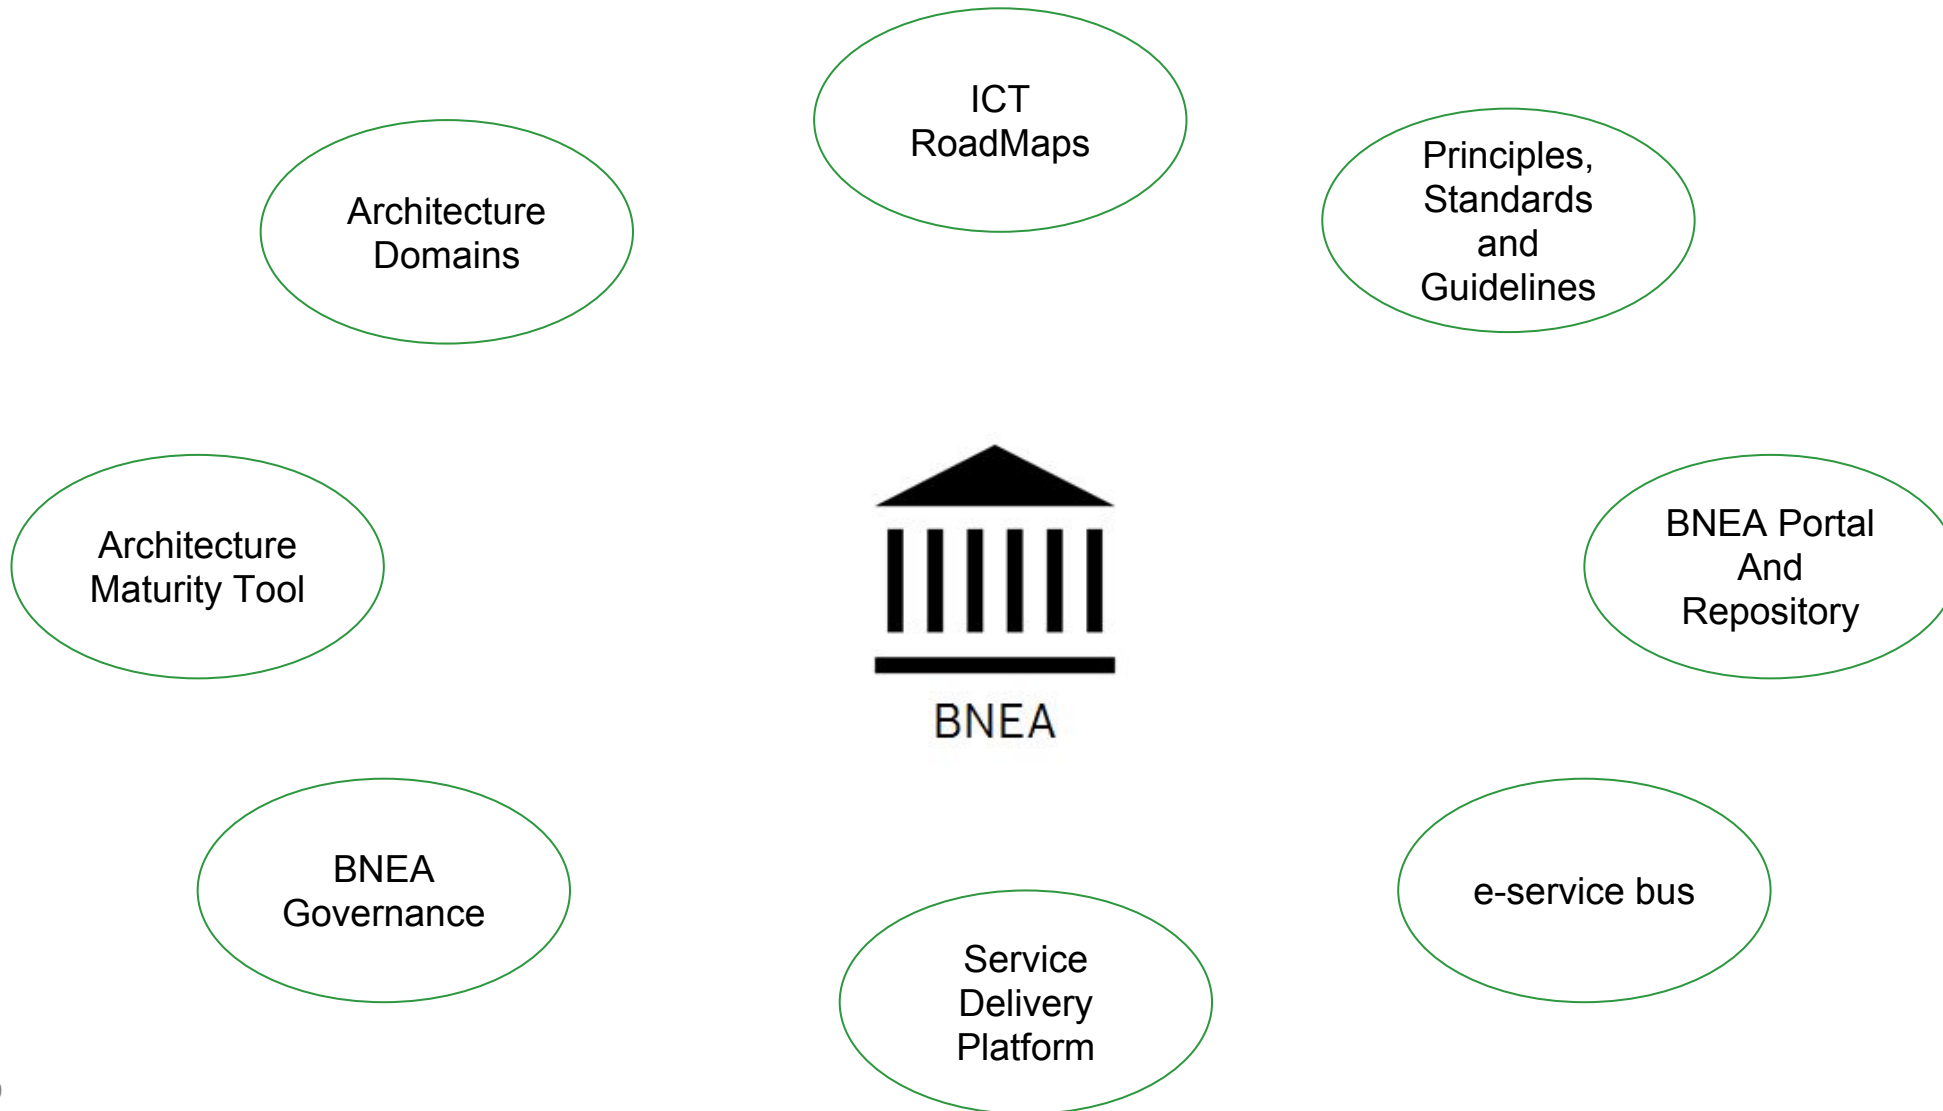 ICT
RoadMaps
Principles,
Standards
and
Guidelines
Architecture
Domains
Architecture
Maturity Tool
BNEA Portal
And
Repository
BNEA
BNEA
Governance
e-service bus
Service
Delivery
Platform